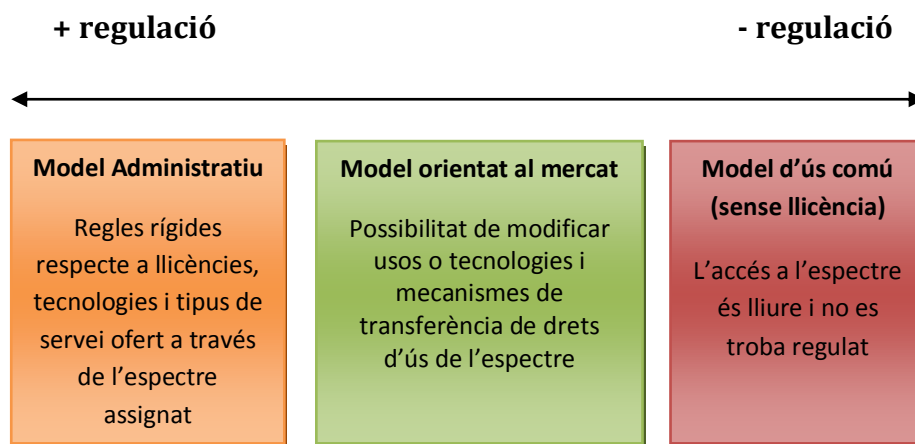 + regulació
- regulació
Model Administratiu
Regles rígides
respecte a llicències,
tecnologies i tipus de
servei ofert a través
de l'espectre
assignat
Model orientat al mercat
Possibilitat de modificar
usos o tecnologies i
mecanismes de
transferència de drets
d'ús de l'espectre
Model d'ús comú
(sense llicència)
L'accés a l'espectre
és lliure i no es
troba regulat